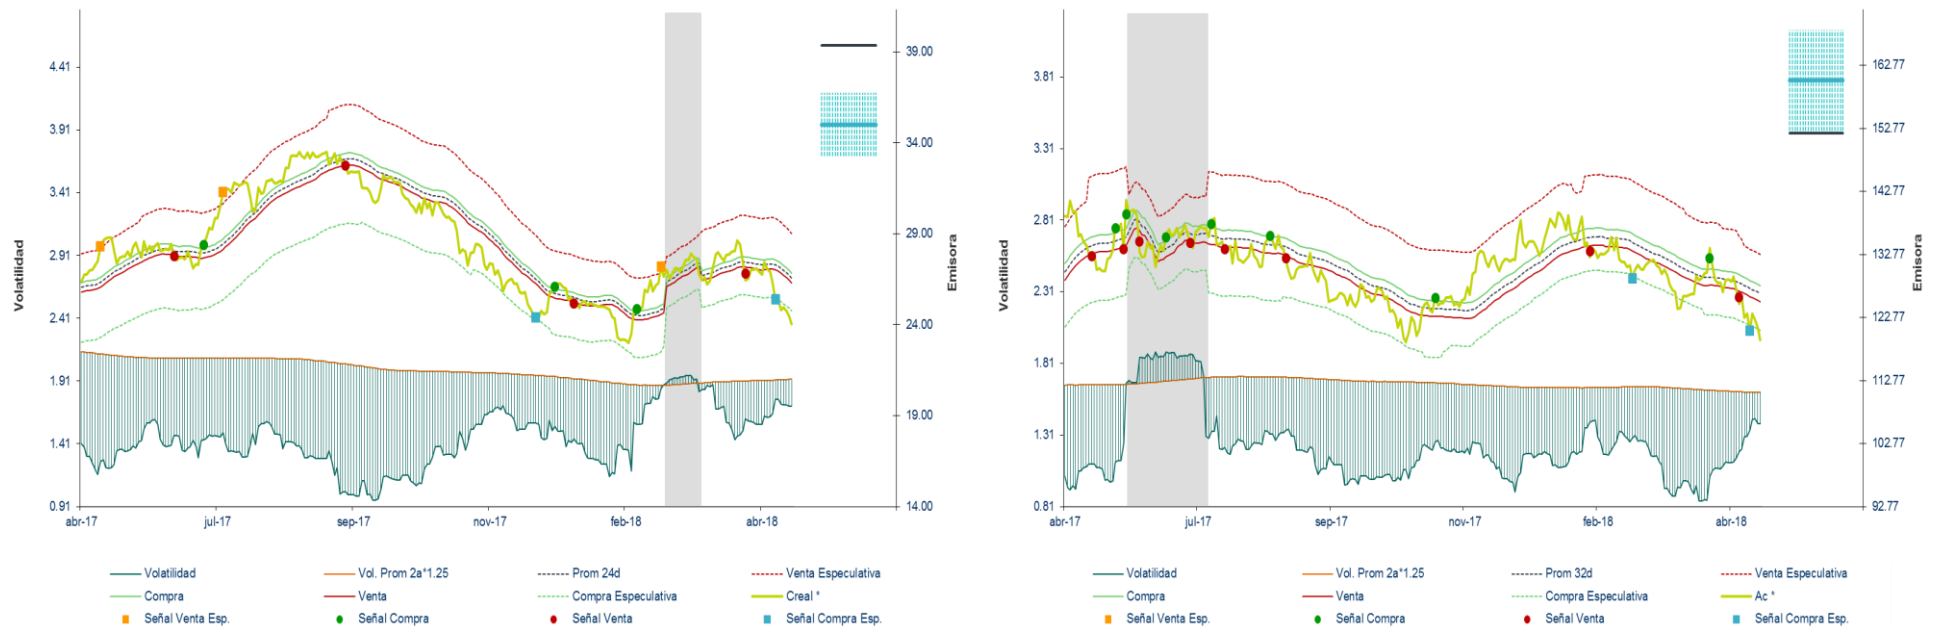 Volatilidad
4.41
3.91
3.41
2.91
2.41
1.91
1.41
0.91
39.00
34.00
29.00
24.00
19.00
14.00
Emisora
abr-17 jul-17 sep-17 nov-17 feb-18 abr-18
Volatilidad Vol. Prom 2a*1.25 Prom 24d Venta Especulativa
Compra Venta Compra Especulativa Creal *
Señal Venta Esp. Señal Compra Señal Venta Señal Compra Esp.
Volatilidad
3.81
3.31
2.81
2.31
1.81
1.31
0.81
162.77
152.77
142.77
132.77
122.77
112.77
102.77
92.77
Emisora
abr-17 jul-17 sep-17 nov-17 feb-18 abr-18
Volatilidad Vol. Prom 2a*1.25 Prom 32d Venta Especulativa
Compra Venta Compra Especulativa Ac *
Señal Venta Esp. Señal Compra Señal Venta Señal Compra Esp.